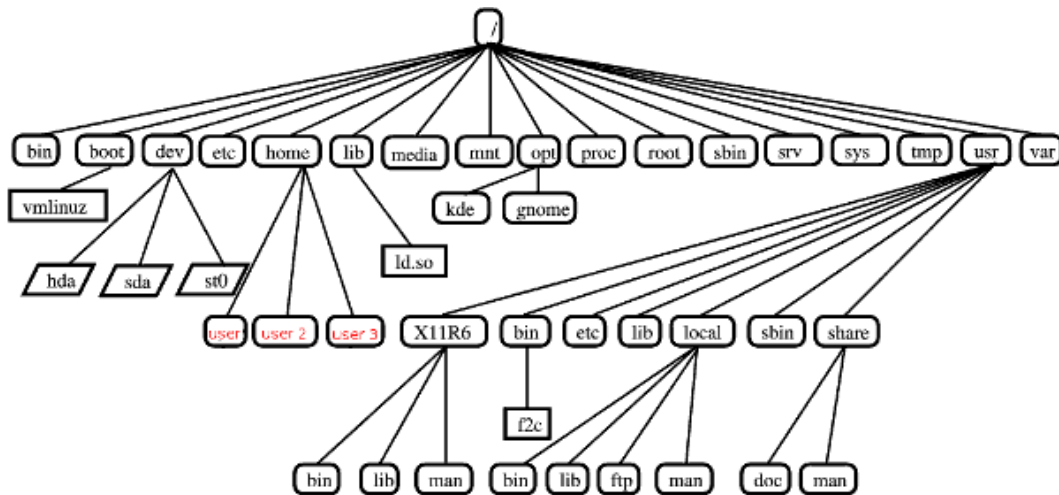 /
bin boot dev etc home lib media mnt opt proc root sbin srv sys tmp usr var
vmlinuz kde gnome
hda sda st0 ld.so
user user 2 user 3 X11R6 bin etc lib local sbin share
f2c
bin lib man bin lib ftp man doc man